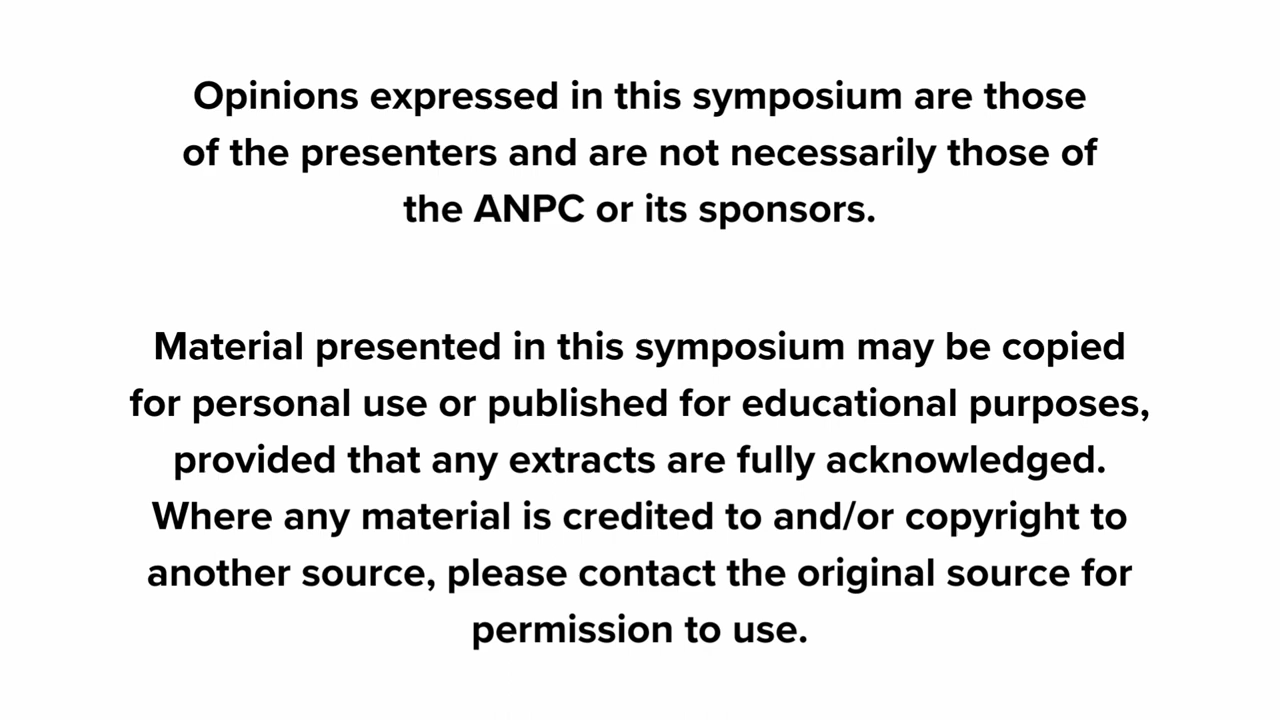 Opinions expressed in this symposium are those
of the presenters and are not necessarily those of
the ANPC or its sponsors.
Material presented in this symposium may be copied
for personal use or published for educational purposes,
provided that any extracts are fully acknowledged.
Where any material is credited to and/or copyright to
another source, please contact the original source for
permission to use.